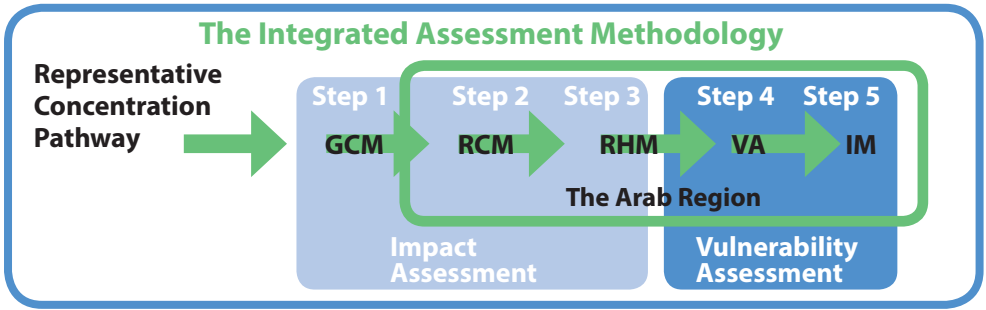 The Integrated Assessment Methodology
Representative
Concentration
Pathway
Step 1 Step 2 Step 3 Step 4 Step 5
GCM RCM RHM VA IM
The Arab Region
Impact
Assessment
Vulnerability
Assessment